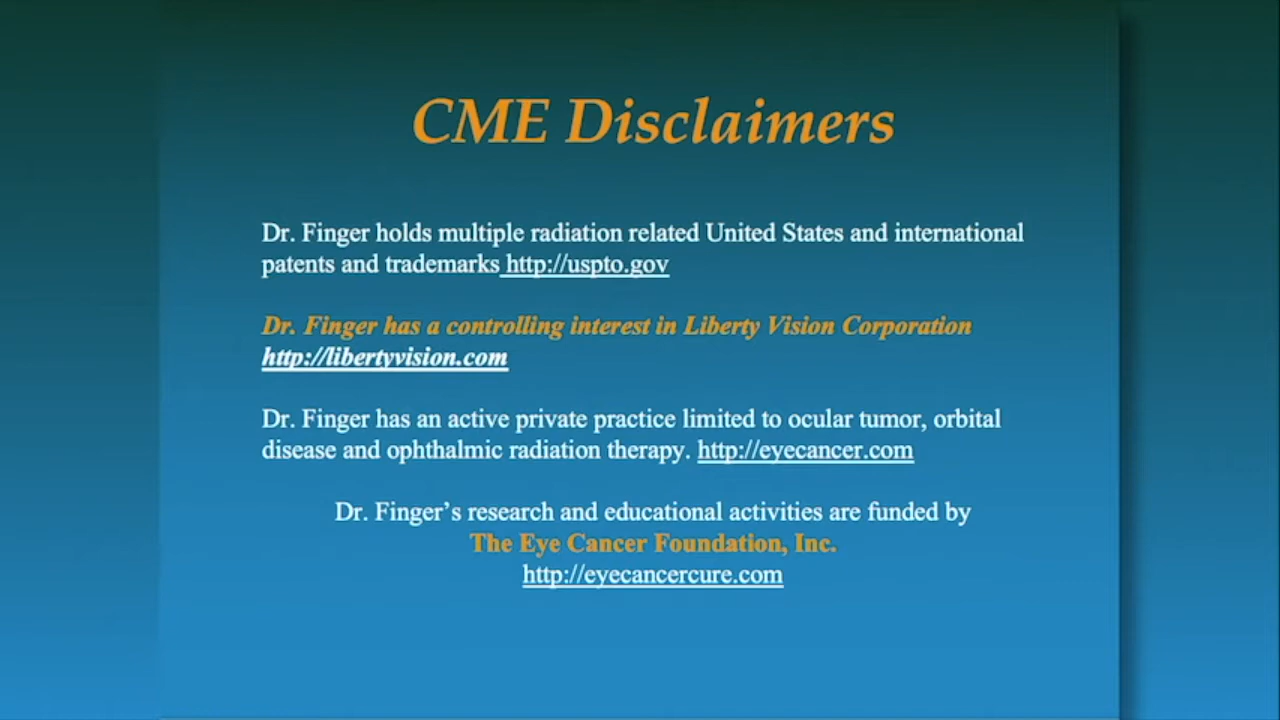 CME Disclaimers
Dr. Finger holds multiple radiation related United States and international
patents and trademarks http://uspto.gov
Dr. Finger has a controlling interest in Liberty Vision Corporation
http://libertyvision.com
Dr. Finger has an active private practice limited to ocular tumor, orbital
disease and ophthalmic radiation therapy. http://eyecancer.com
Dr. Finger’s research and educational activities are funded by
The Eye Cancer Foundation, Inc.
http://eyecancercure.com